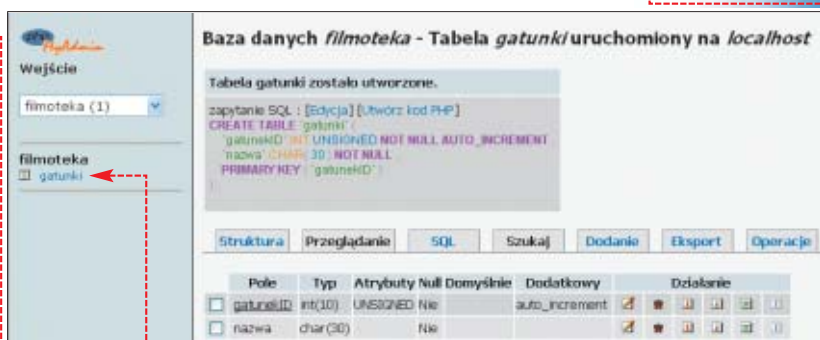 phpMyAdmin
Wejście
filmoteka (1)
filmoteka
gatunki
Baza danych filmoteka - Tabela gatunki uruchomiony na localhost
Tabela gatunki zostało utworzone.
zapytanie SQL : [Edycja] [Utwórz kod PHP]
CREATE TABLE `gatunki` (
`gatunekID` INT UNSIGNED NOT NULL AUTO_INCREMENT
`nazwa` CHAR( 30 ) NOT NULL
PRIMARY KEY ( `gatunekID` )
)
Struktura Przeglądanie SQL Szukaj Dodanie Eksport Operacje
Pole Typ Atrybuty Null Domyślnie Dodatkowy Działanie
gatunekID int(10) UNSIGNED Nie auto_increment
nazwa char(30) Nie